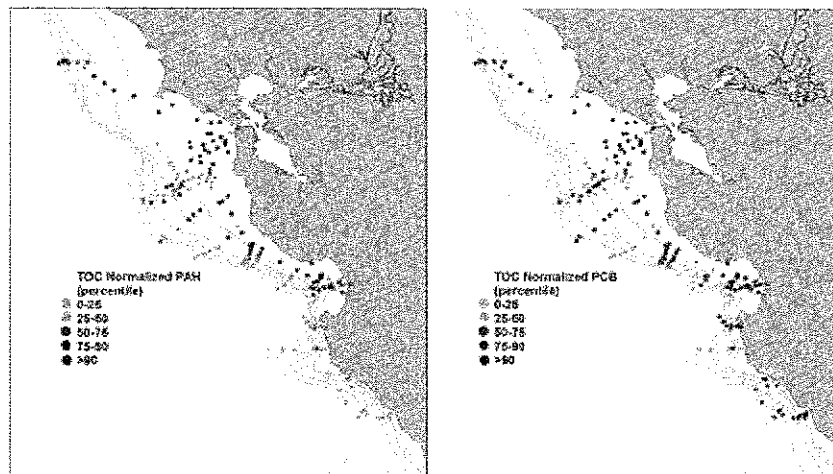 TOC Normalized PAH
(percentile)
0-25
25-50
50-75
75-90
>90
TOC Normalized PCB
(percentile)
0-25
25-50
50-75
75-90
>90